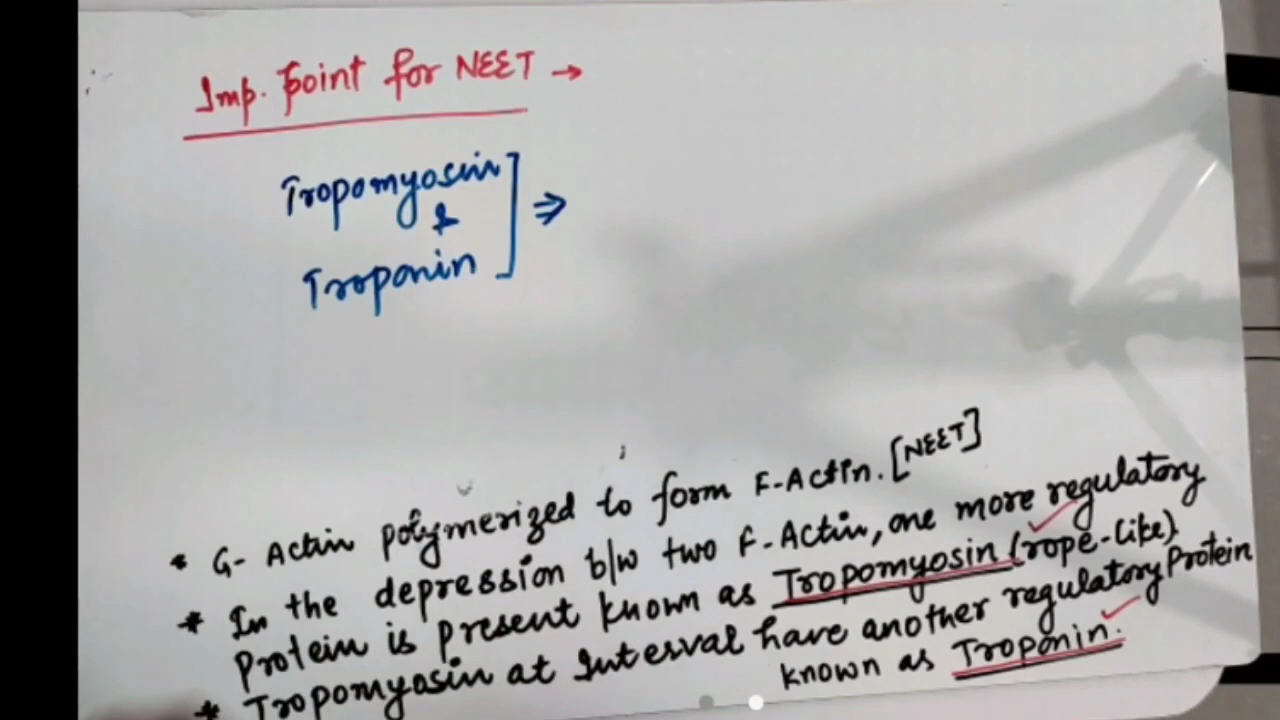 Imp. point for NEET →
Tropomyosin
&
Troponin ] ⇒
* G- Actin polymerized to form F-Actin. [NEET]
* In the depression b/w two F-Actin, one more regulatory
Protein is present known as Tropomyosin (rope-like).
* Tropomyosin at Interval have another regulatory Protein
known as Troponin.